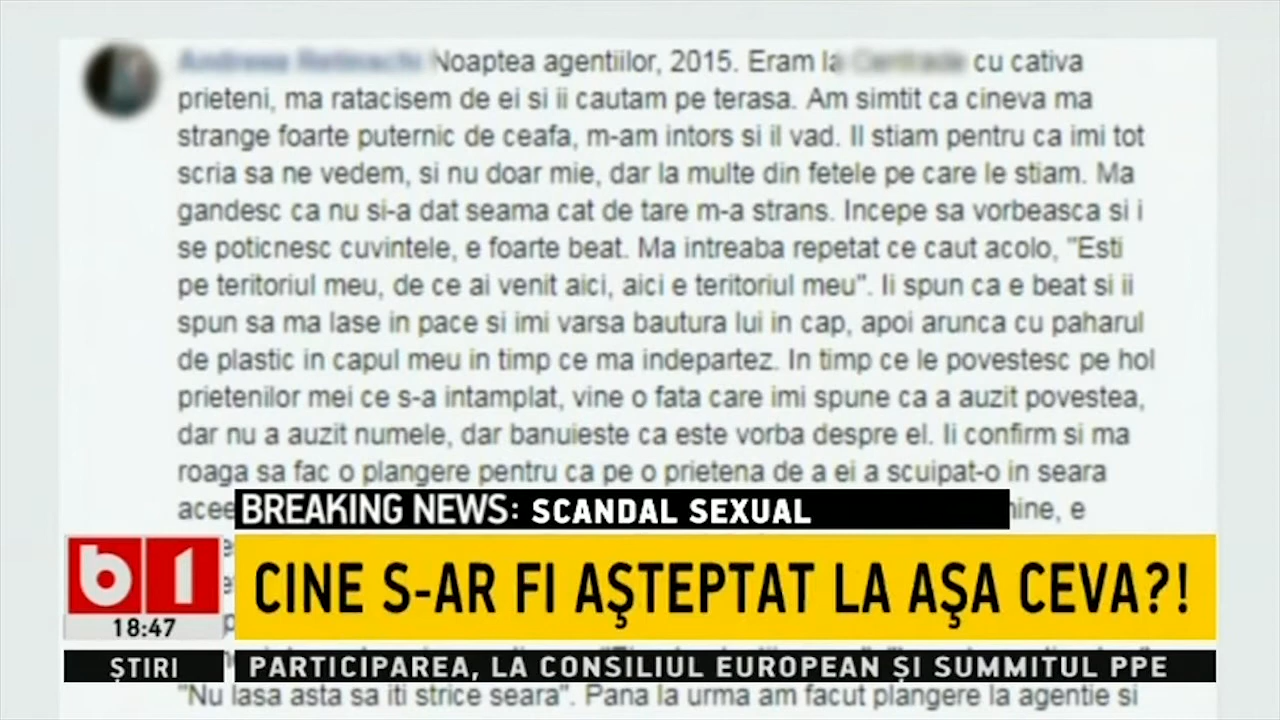 Noaptea agentiilor, 2015. Eram la cu cativa
prieteni, ma ratacisem de ei si ii cautam pe terasa. Am simtit ca cineva ma
strange foarte puternic de ceafa, m-am intors si il vad. Il stiam pentru ca imi tot
scria sa ne vedem, si nu doar mie, dar la multe din fetele pe care le stiam. Ma
gandesc ca nu si-a dat seama cat de tare m-a strans. Incepe sa vorbeasca si i
se poticnesc cuvintele, e foarte beat. Ma intreaba repetat ce caut acolo, "Esti
pe teritoriul meu, de ce ai venit aici, aici e teritoriul meu". Ii spun ca e beat si ii
spun sa ma lase in pace si imi varsa bautura lui in cap, apoi arunca cu paharul
de plastic in capul meu in timp ce ma indepartez. In timp ce le povestesc pe hol
prietenilor mei ce s-a intamplat, vine o fata care imi spune ca a auzit povestea,
dar nu a auzit numele, dar banuieste ca este vorba despre el. Ii confirm si ma
roaga sa fac o plangere pentru ca pe o prietena de a ei a scuipat-o in seara
e
BREAKING NEWS: SCANDAL SEXUAL
b1
CINE S-AR FI AŞTEPTAT LA AŞA CEVA?!
18:47
ȘTIRI
PARTICIPAREA, LA CONSILIUL EUROPEAN ȘI SUMMITUL PPE
"Nu lasa asta sa iti strice seara". Pana la urma am facut plangere la agentie si